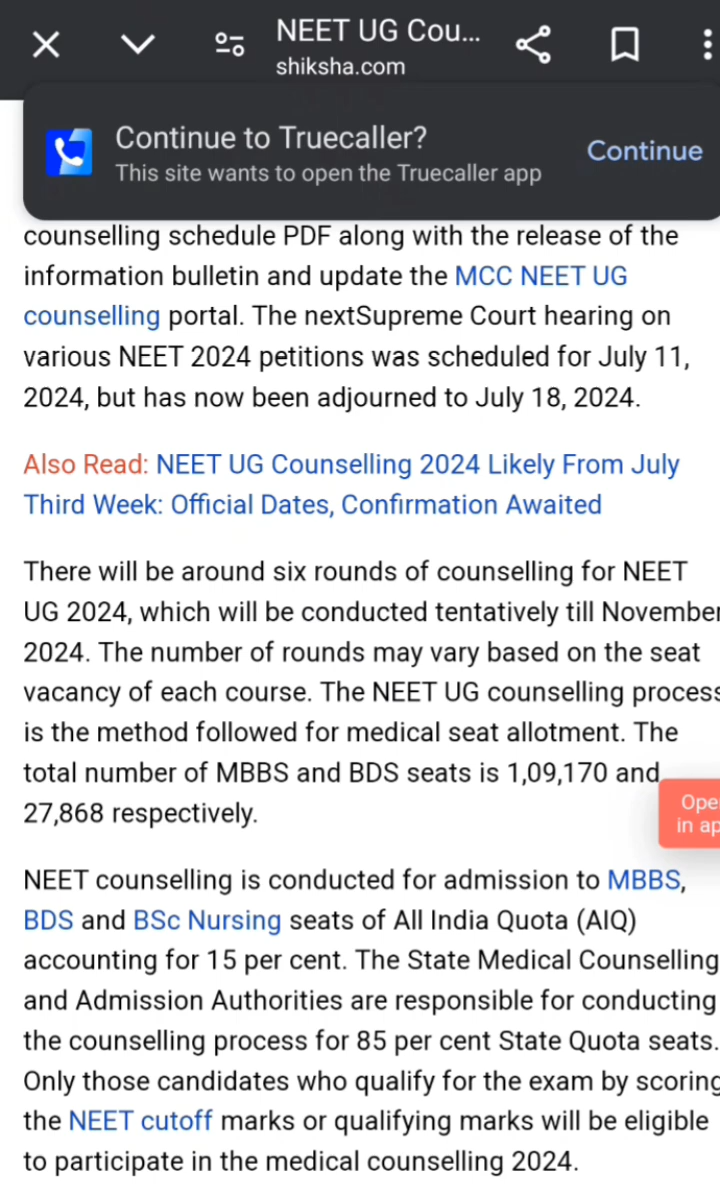 NEET UG Cou...
shiksha.com
Continue to Truecaller?
Continue
This site wants to open the Truecaller app
counselling schedule PDF along with the release of the
information bulletin and update the MCC NEET UG
counselling portal. The nextSupreme Court hearing on
various NEET 2024 petitions was scheduled for July 11,
2024, but has now been adjourned to July 18, 2024.
Also Read: NEET UG Counselling 2024 Likely From July
Third Week: Official Dates, Confirmation Awaited
There will be around six rounds of counselling for NEET
UG 2024, which will be conducted tentatively till November
2024. The number of rounds may vary based on the seat
vacancy of each course. The NEET UG counselling process
is the method followed for medical seat allotment. The
total number of MBBS and BDS seats is 1,09,170 and
27,868 respectively.
Ope
in ap
NEET counselling is conducted for admission to MBBS,
BDS and BSc Nursing seats of All India Quota (AIQ)
accounting for 15 per cent. The State Medical Counselling
and Admission Authorities are responsible for conducting
the counselling process for 85 per cent State Quota seats.
Only those candidates who qualify for the exam by scoring
the NEET cutoff marks or qualifying marks will be eligible
to participate in the medical counselling 2024.